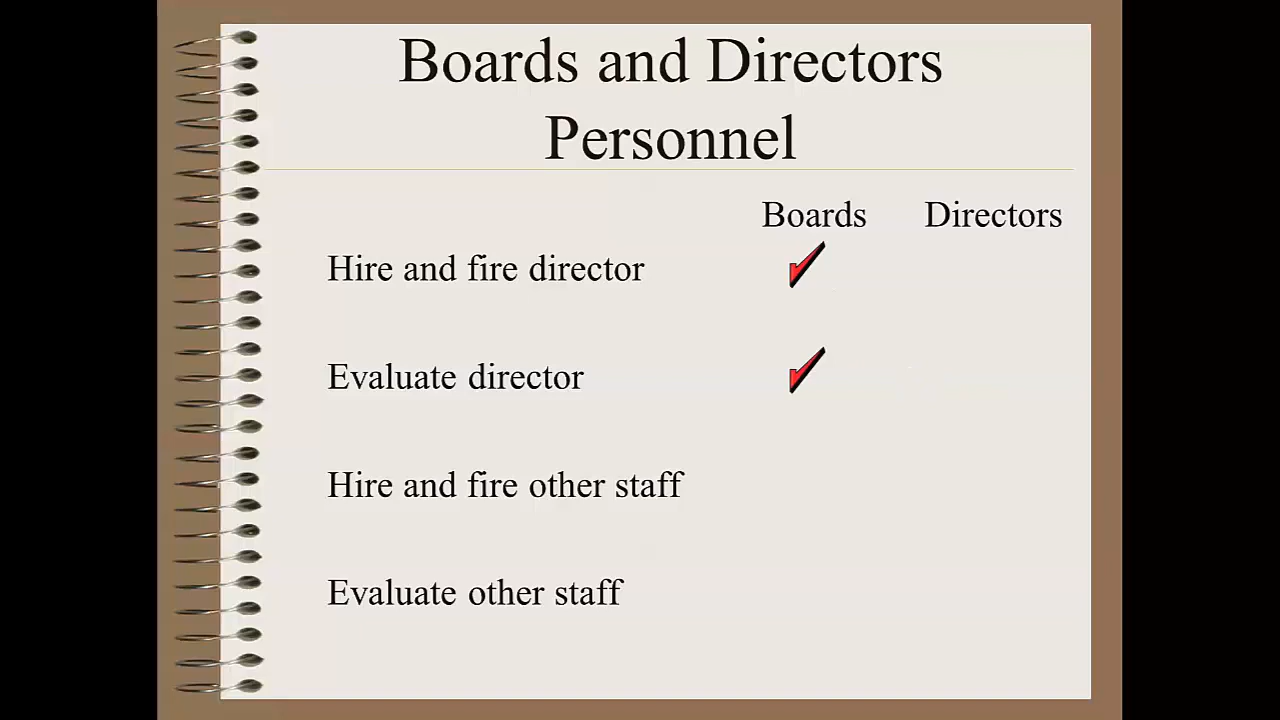 Boards and Directors
Personnel
Boards Directors
Hire and fire director
Evaluate director
Hire and fire other staff
Evaluate other staff